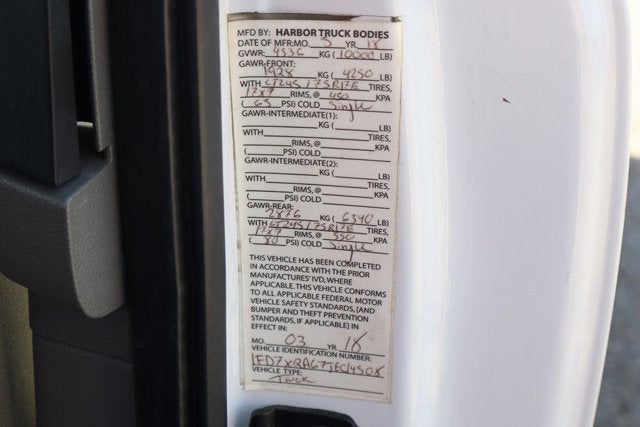 MFD BY: HARBOR TRUCK BODIES
DATE OF MFR: MO. 5 YR 18
GVWR: 4536 KG ( 10000 LB)
GAWR-FRONT:
1928 KG ( 4250 LB)
WITH LT245/75R17E TIRES,
17x7 RIMS, @ 450 KPA
( 65 PSI) COLD Single
GAWR-INTERMEDIATE(1):
KG ( LB)
WITH TIRES,
RIMS, @ KPA
( PSI) COLD
GAWR-INTERMEDIATE(2):
KG ( LB)
WITH TIRES,
RIMS, @ KPA
( PSI) COLD
GAWR-REAR:
2876 KG ( 6340 LB)
WITH LT245/75R17E TIRES,
17x7 RIMS, @ 550 KPA
( 80 PSI) COLD Single
THIS VEHICLE HAS BEEN COMPLETED
IN ACCORDANCE WITH THE PRIOR
MANUFACTURES' IVD, WHERE
APPLICABLE. THIS VEHICLE CONFORMS
TO ALL APPLICABLE FEDERAL MOTOR
VEHICLE SAFETY STANDARDS, [AND
BUMPER AND THEFT PREVENTION
STANDARDS, IF APPLICABLE] IN
EFFECT IN:
MO. 03 YR 18
VEHICLE IDENTIFICATION NUMBER:
VEHICLE TYPE:
Truck